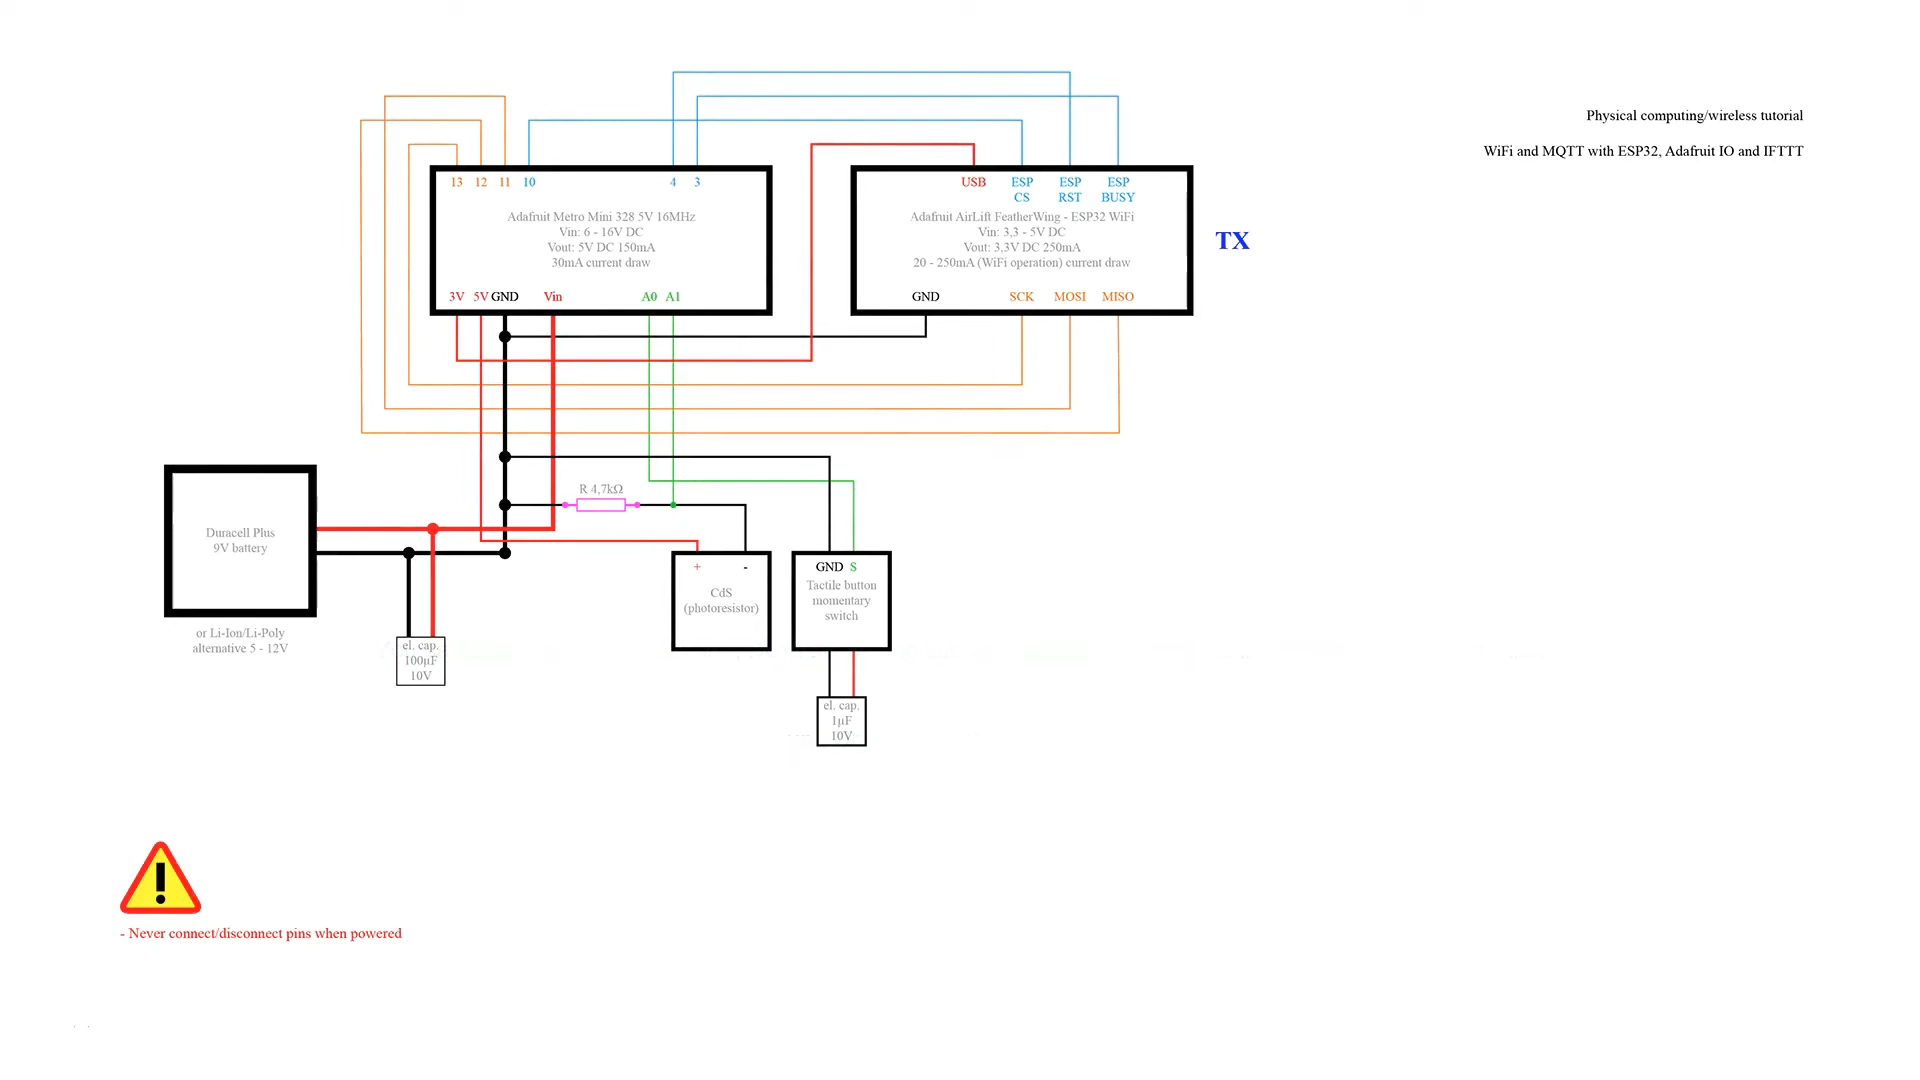 Physical computing/wireless tutorial
WiFi and MQTT with ESP32, Adafruit IO and IFTTT
13 12 11 10 4 3
Adafruit Metro Mini 328 5V 16MHz
Vin: 6 - 16V DC
Vout: 5V DC 150mA
30mA current draw
3V 5V GND Vin A0 A1
USB ESP ESP ESP
CS RST BUSY
Adafruit AirLift FeatherWing - ESP32 WiFi
Vin: 3,3 - 5V DC
Vout: 3,3V DC 250mA
20 - 250mA (WiFi operation) current draw
GND SCK MOSI MISO
TX
R 4,7kΩ
Duracell Plus
9V battery
or Li-Ion/Li-Poly
alternative 5 - 12V
el. cap.
100µF
10V
+ -
CdS
(photoresistor)
GND S
Tactile button
momentary
switch
el. cap.
1µF
10V
- Never connect/disconnect pins when powered